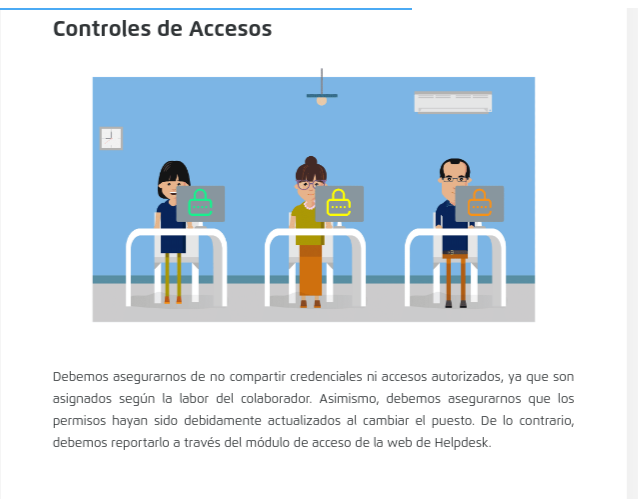 Controles de Accesos
Debemos asegurarnos de no compartir credenciales ni accesos autorizados, ya que son
asignados según la labor del colaborador. Asimismo, debemos asegurarnos que los
permisos hayan sido debidamente actualizados al cambiar el puesto. De lo contrario,
debemos reportarlo a través del módulo de acceso de la web de Helpdesk.